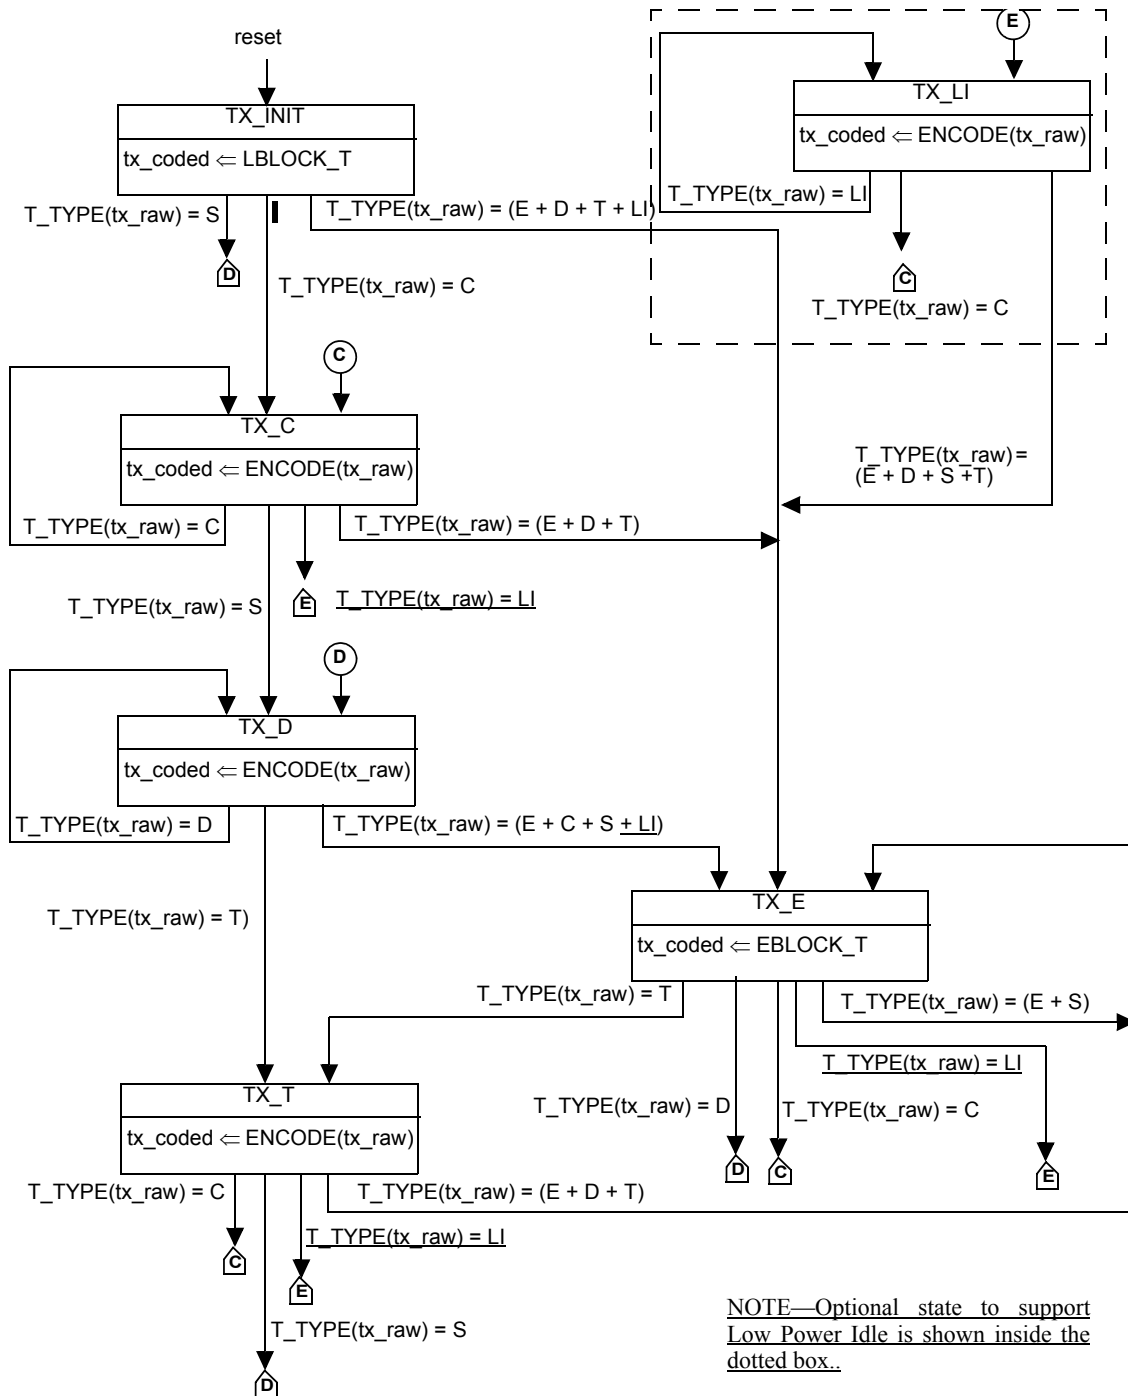 reset
E
TX_INIT
tx_coded ⇐ LBLOCK_T
TX_LI
tx_coded ⇐ ENCODE(tx_raw)
T_TYPE(tx_raw) = S
T_TYPE(tx_raw) = (E + D + T + LI)
T_TYPE(tx_raw) = LI
D
T_TYPE(tx_raw) = C
C
T_TYPE(tx_raw) = C
C
TX_C
tx_coded ⇐ ENCODE(tx_raw)
T_TYPE(tx_raw) =
(E + D + S +T)
T_TYPE(tx_raw) = C
T_TYPE(tx_raw) = (E + D + T)
T_TYPE(tx_raw) = S
E
T_TYPE(tx_raw) = LI
D
TX_D
tx_coded ⇐ ENCODE(tx_raw)
T_TYPE(tx_raw) = D
T_TYPE(tx_raw) = (E + C + S + LI)
T_TYPE(tx_raw) = T)
TX_E
tx_coded ⇐ EBLOCK_T
T_TYPE(tx_raw) = T
T_TYPE(tx_raw) = (E + S)
T_TYPE(tx_raw) = LI
T_TYPE(tx_raw) = D
T_TYPE(tx_raw) = C
D
C
E
TX_T
tx_coded ⇐ ENCODE(tx_raw)
T_TYPE(tx_raw) = C
T_TYPE(tx_raw) = (E + D + T)
T_TYPE(tx_raw) = LI
C
E
T_TYPE(tx_raw) = S
D
NOTE—Optional state to support
Low Power Idle is shown inside the
dotted box..